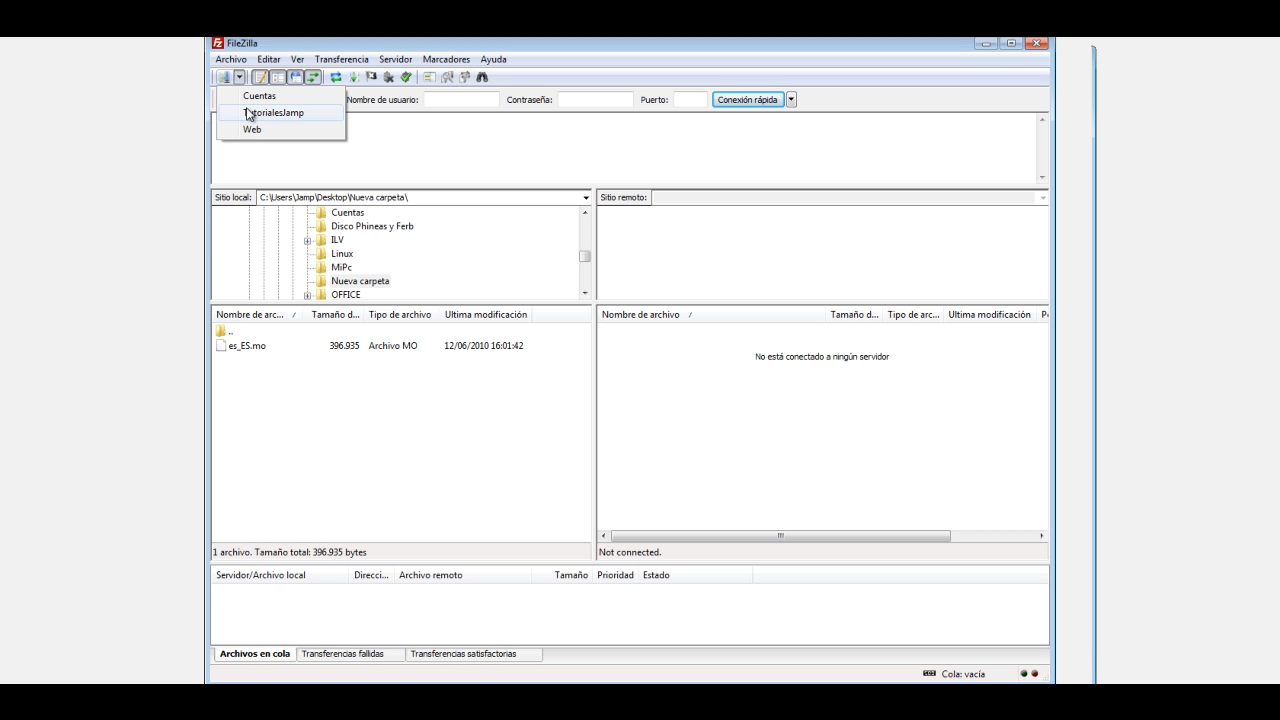 FileZilla
Archivo Editar Ver Transferencia Servidor Marcadores Ayuda
Cuentas
TutorialesJamp
Web
Nombre de usuario: Contraseña: Puerto: Conexión rápida
Sitio local: C:\Users\Jamp\Desktop\Nueva carpeta\
Cuentas
Disco Phineas y Ferb
ILV
Linux
MiPc
Nueva carpeta
OFFICE
Sitio remoto:
Nombre de arc... / Tamaño d... Tipo de archivo Ultima modificación
..
es_ES.mo 396.935 Archivo MO 12/06/2010 16:01:42
1 archivo. Tamaño total: 396.935 bytes
Nombre de archivo / Tamaño d... Tipo de arc... Ultima modificación
No está conectado a ningún servidor
Not connected.
Servidor/Archivo local Direcci... Archivo remoto Tamaño Prioridad Estado
Archivos en cola Transferencias fallidas Transferencias satisfactorias
Cola: vacía